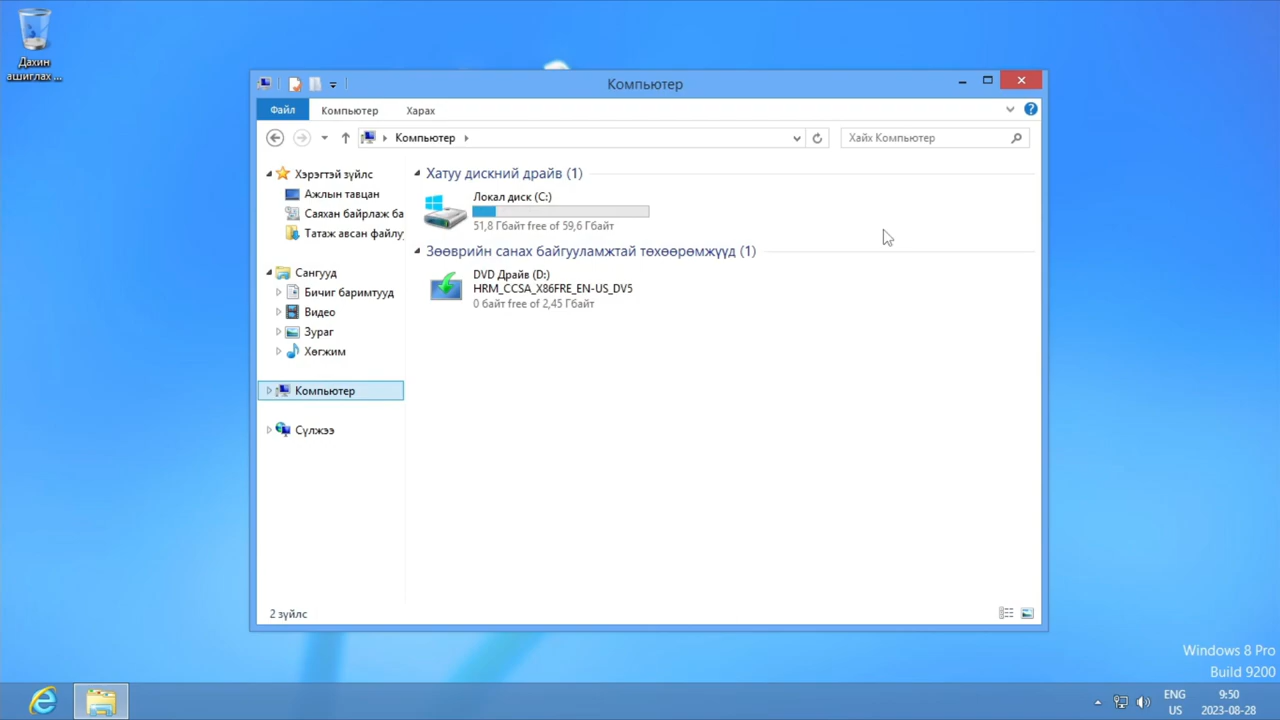 Дахин
ашиглах ...
Компьютер
Файл
Компьютер
Харах
Компьютер
Хайх Компьютер
Хэрэгтэй зүйлс
Ажлын тавцан
Саяхан байрлаж ба
Татаж авсан файлу
Сангууд
Бичиг баримтууд
Видео
Зураг
Хөгжим
Компьютер
Сүлжээ
Хатуу дискний драйв (1)
Локал диск (C:)
51,8 Гбайт free of 59,6 Гбайт
Зөөврийн санах байгууламжтай төхөөрөмжүүд (1)
DVD Драйв (D:)
HRM_CCSA_X86FRE_EN-US_DV5
0 байт free of 2,45 Гбайт
2 зүйлс
Windows 8 Pro
Build 9200
ENG
US
9:50
2023-08-28